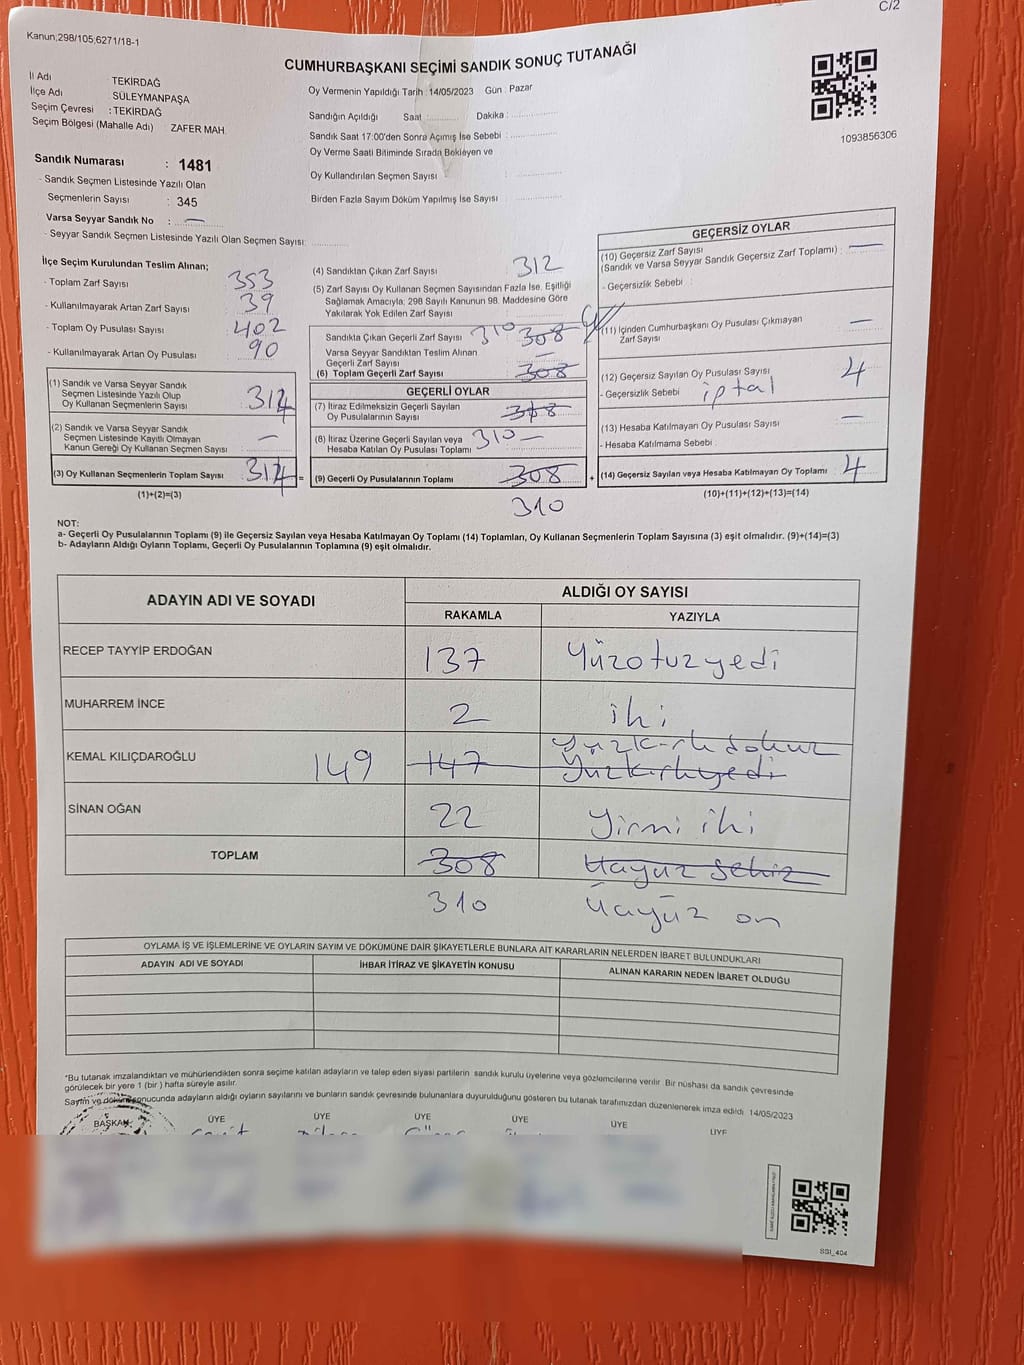 C/2
Kanun;298/105,6271/18-1
CUMHURBAŞKANI SEÇİMİ SANDIK SONUÇ TUTANAĞI
İl Adı : TEKİRDAĞ
İlçe Adı : SÜLEYMANPAŞA
Seçim Çevresi : TEKİRDAĞ
Seçim Bölgesi (Mahalle Adı) ZAFER MAH.
Oy Vermenin Yapıldığı Tarih : 14/05/2023 Gün : Pazar
Sandığın Açıldığı Saat : Dakika :
Sandık Saat 17:00'den Sonra Açımış İse Sebebi :
Oy Verme Saati Bitiminde Sırada Bekleyen ve
Oy Kullandırılan Seçmen Sayısı :
Birden Fazla Sayım Döküm Yapılmış İse Sayısı :
1093856306
Sandık Numarası : 1481
- Sandık Seçmen Listesinde Yazılı Olan
Seçmenlerin Sayısı : 345
Varsa Seyyar Sandık No : —
- Seyyar Sandık Seçmen Listesinde Yazılı Olan Seçmen Sayısı:
İlçe Seçim Kurulundan Teslim Alınan;
- Toplam Zarf Sayısı : 353
- Kullanılmayarak Artan Zarf Sayısı : 39
- Toplam Oy Pusulası Sayısı : 402
- Kullanılmayarak Artan Oy Pusulası : 90
(1) Sandık ve Varsa Seyyar Sandık
Seçmen Listesinde Yazılı Olup
Oy Kullanan Seçmenlerin Sayısı : 314
(2) Sandık ve Varsa Seyyar Sandık
Seçmen Listesinde Kayıtlı Olmayan
Kanun Gereği Oy Kullanan Seçmen Sayısı : —
(3) Oy Kullanan Seçmenlerin Toplam Sayısı : 314
(1)+(2)=(3)
(4) Sandıktan Çıkan Zarf Sayısı : 312
(5) Zarf Sayısı Oy Kullanan Seçmen Sayısından Fazla İse, Eşitliği
Sağlamak Amacıyla, 298 Sayılı Kanunun 98. Maddesine Göre
Yakılarak Yok Edilen Zarf Sayısı :
Sandıkta Çıkan Geçerli Zarf Sayısı : 310 308
Varsa Seyyar Sandıktan Teslim Alınan
Geçerli Zarf Sayısı : —
(6) Toplam Geçerli Zarf Sayısı : 308
GEÇERLİ OYLAR
(7) İtiraz Edilmeksizin Geçerli Sayılan
Oy Pusulalarının Sayısı : 308
(8) İtiraz Üzerine Geçerli Sayılan veya
Hesaba Katılan Oy Pusulası Toplamı : 310 —
= (9) Geçerli Oy Pusulalarının Toplamı : 308
310
GEÇERSİZ OYLAR
(10) Geçersiz Zarf Sayısı
(Sandık ve Varsa Seyyar Sandık Geçersiz Zarf Toplamı) : —
- Geçersizlik Sebebi :
(11) İçinden Cumhurbaşkanı Oy Pusulası Çıkmayan
Zarf Sayısı : —
(12) Geçersiz Sayılan Oy Pusulası Sayısı : 4
- Geçersizlik Sebebi : iptal
(13) Hesaba Katılmayan Oy Pusulası Sayısı : —
- Hesaba Katılmama Sebebi :
+ (14) Geçersiz Sayılan veya Hesaba Katılmayan Oy Toplamı : 4
(10)+(11)+(12)+(13)=(14)
NOT:
a- Geçerli Oy Pusulalarının Toplamı (9) ile Geçersiz Sayılan veya Hesaba Katılmayan Oy Toplamı (14) Toplamları, Oy Kullanan Seçmenlerin Toplam Sayısına (3) eşit olmalıdır. (9)+(14)=(3)
b- Adayların Aldığı Oyların Toplamı, Geçerli Oy Pusulalarının Toplamına (9) eşit olmalıdır.
ADAYIN ADI VE SOYADI ALDIĞI OY SAYISI
RAKAMLA YAZIYLA
RECEP TAYYİP ERDOĞAN 137 Yüzotuzyedi
MUHARREM İNCE 2 iki
KEMAL KILIÇDAROĞLU 149 147 Yüzkırkdokuz
Yüzkırkyedi
SİNAN OĞAN 22 Yirmi iki
TOPLAM 308 Üçyüz sekiz
310 Üçyüz on
OYLAMA İŞ VE İŞLEMLERİNE VE OYLARIN SAYIM VE DÖKÜMÜNE DAİR ŞİKAYETLERLE BUNLARA AİT KARARLARIN NELERDEN İBARET BULUNDUKLARI
ADAYIN ADI VE SOYADI İHBAR İTİRAZ VE ŞİKAYETİN KONUSU ALINAN KARARIN NEDEN İBARET OLDUĞU
*Bu tutanak imzalandıktan ve mühürlendikten sonra seçime katılan adayların ve talep eden siyasi partilerin sandık kurulu üyelerine veya gözlemcilerine verilir. Bir nüshası da sandık çevresinde
görülecek bir yere 1 (bir ) hafta süreyle asılır.
Sayım ve döküm sonucunda adayların aldığı oyların sayılarını ve bunların sandık çevresinde bulunanlara duyurulduğunu gösteren bu tutanak tarafımızdan düzenlenerek imza edildi. 14/05/2023
BAŞKAN ÜYE ÜYE ÜYE ÜYE ÜYE ÜYE
SSI_404